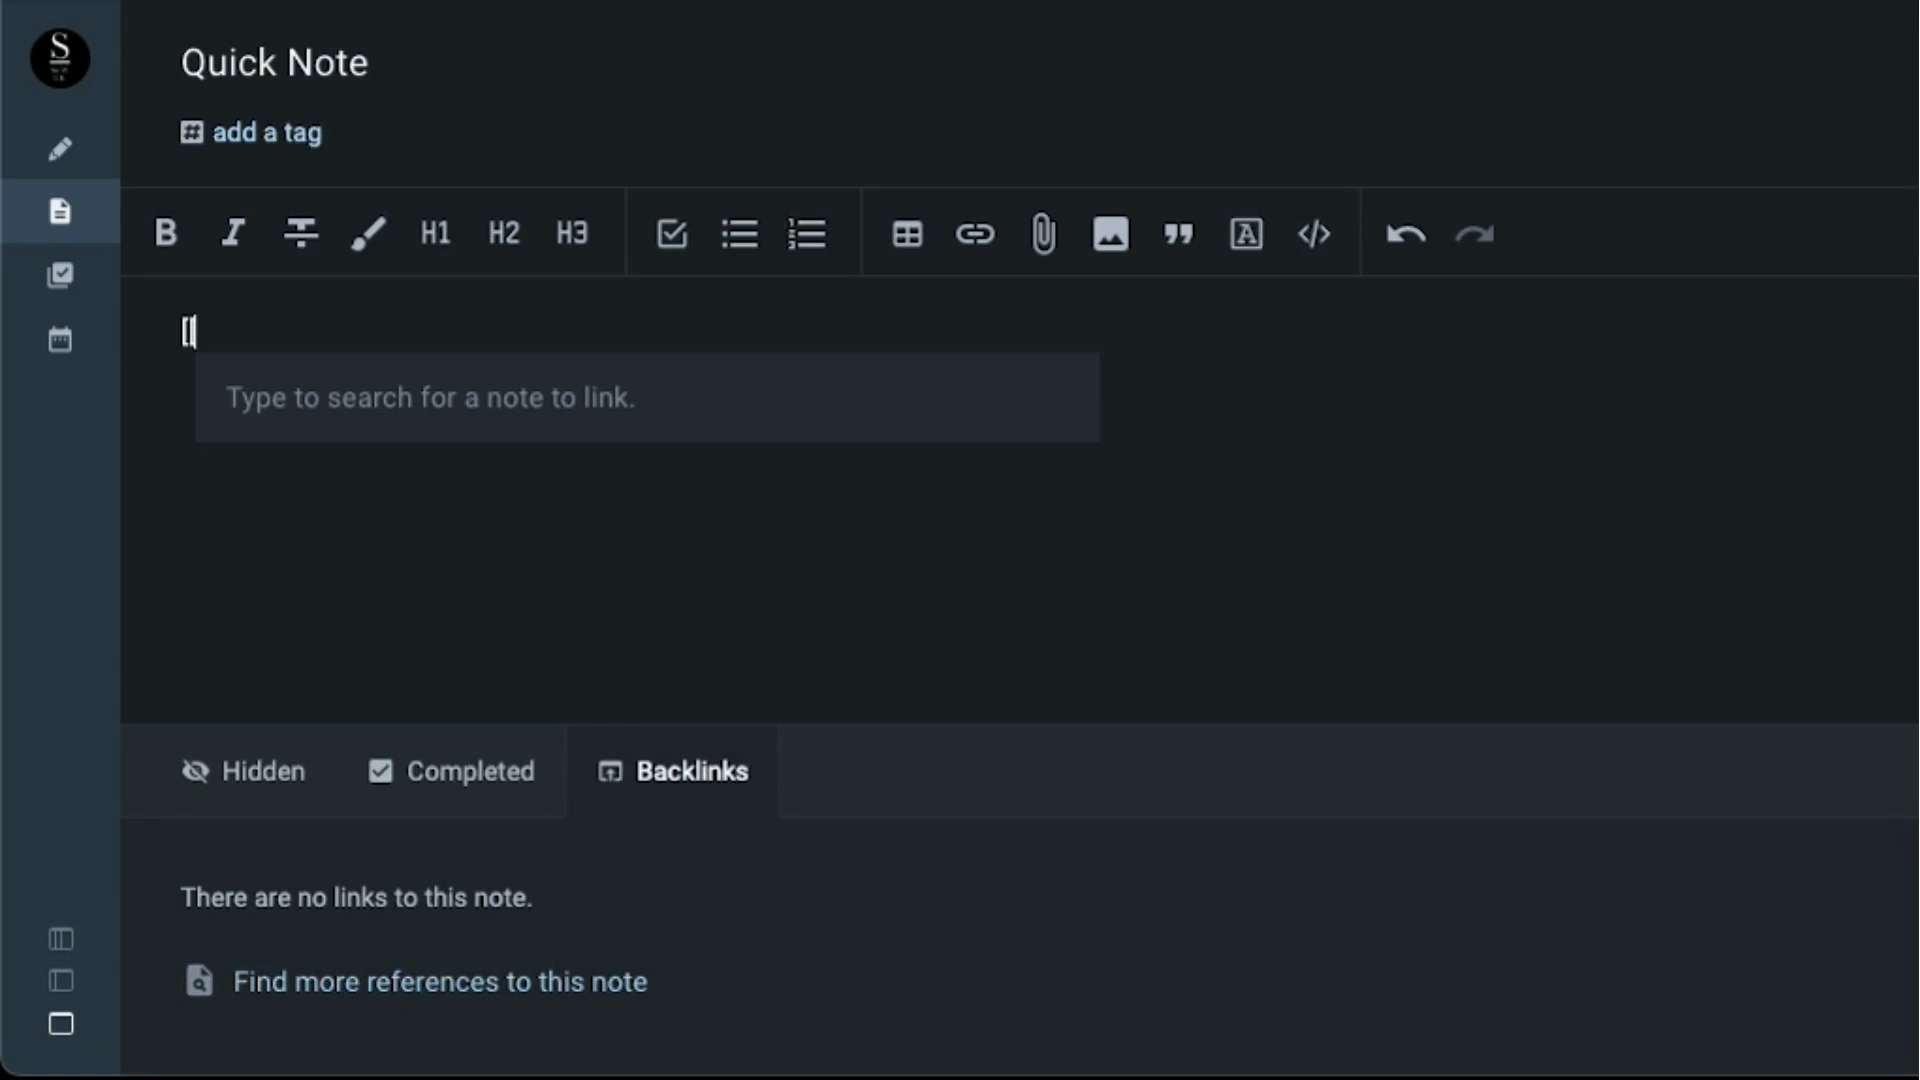 S
Quick Note
# add a tag
B I S H1 H2 H3 A </>
[[
Type to search for a note to link.
Hidden Completed Backlinks
There are no links to this note.
Find more references to this note